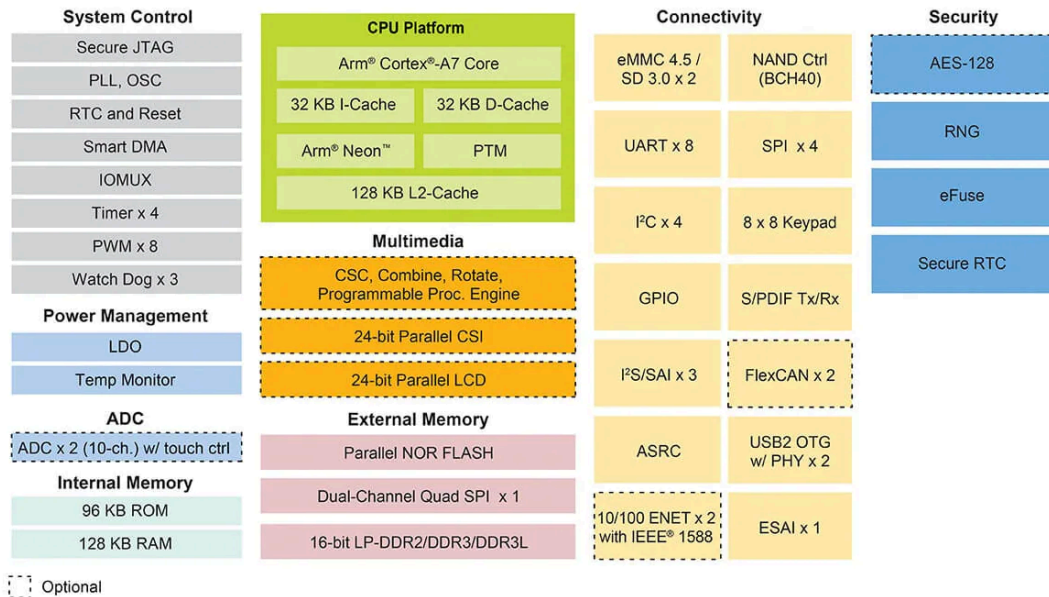 System Control
Secure JTAG
PLL, OSC
RTC and Reset
Smart DMA
IOMUX
Timer x 4
PWM x 8
Watch Dog x 3
Power Management
LDO
Temp Monitor
ADC
ADC x 2 (10-ch.) w/ touch ctrl
Internal Memory
96 KB ROM
128 KB RAM
Optional
CPU Platform
Arm® Cortex®-A7 Core
32 KB I-Cache
32 KB D-Cache
Arm® Neon™
PTM
128 KB L2-Cache
Multimedia
CSC, Combine, Rotate,
Programmable Proc. Engine
24-bit Parallel CSI
24-bit Parallel LCD
External Memory
Parallel NOR FLASH
Dual-Channel Quad SPI x 1
16-bit LP-DDR2/DDR3/DDR3L
Connectivity
eMMC 4.5 /
SD 3.0 x 2
NAND Ctrl
(BCH40)
UART x 8
SPI x 4
I²C x 4
8 x 8 Keypad
GPIO
S/PDIF Tx/Rx
I²S/SAI x 3
FlexCAN x 2
ASRC
USB2 OTG
w/ PHY x 2
10/100 ENET x 2
with IEEE® 1588
ESAI x 1
Security
AES-128
RNG
eFuse
Secure RTC